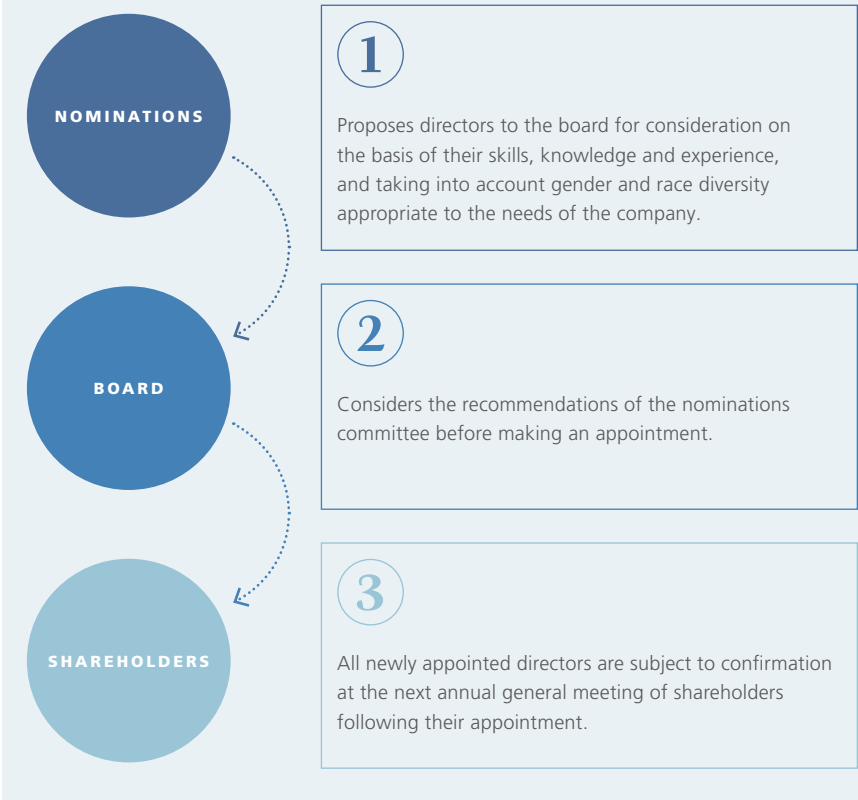 NOMINATIONS
1
Proposes directors to the board for consideration on
the basis of their skills, knowledge and experience,
and taking into account gender and race diversity
appropriate to the needs of the company.
BOARD
2
Considers the recommendations of the nominations
committee before making an appointment.
SHAREHOLDERS
3
All newly appointed directors are subject to confirmation
at the next annual general meeting of shareholders
following their appointment.